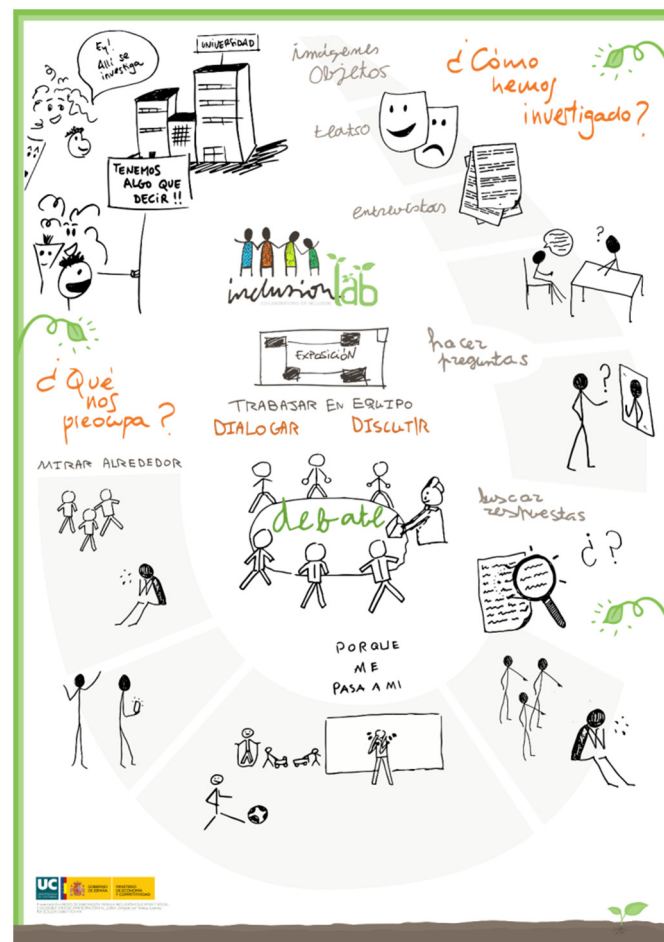 Ey!
Allí se
investiga
UNIVERSIDAD
TENEMOS
ALGO QUE
DECIR!!
imágenes
Objetos
teatro
entrevistas
¿Cómo
hemos
investigado?
?
inclusion lab
EXPOSICIÓN
hacer
preguntas
?
¿Qué
nos
preocupa?
TRABAJAR EN EQUIPO
DIALOGAR DISCUTIR
MIRAR ALREDEDOR
debate
buscar
respuestas
¿?
PORQUE
ME
PASA A MI
UC
GOBIERNO
DE ESPAÑA
MINISTERIO
DE ECONOMÍA
Y COMPETITIVIDAD